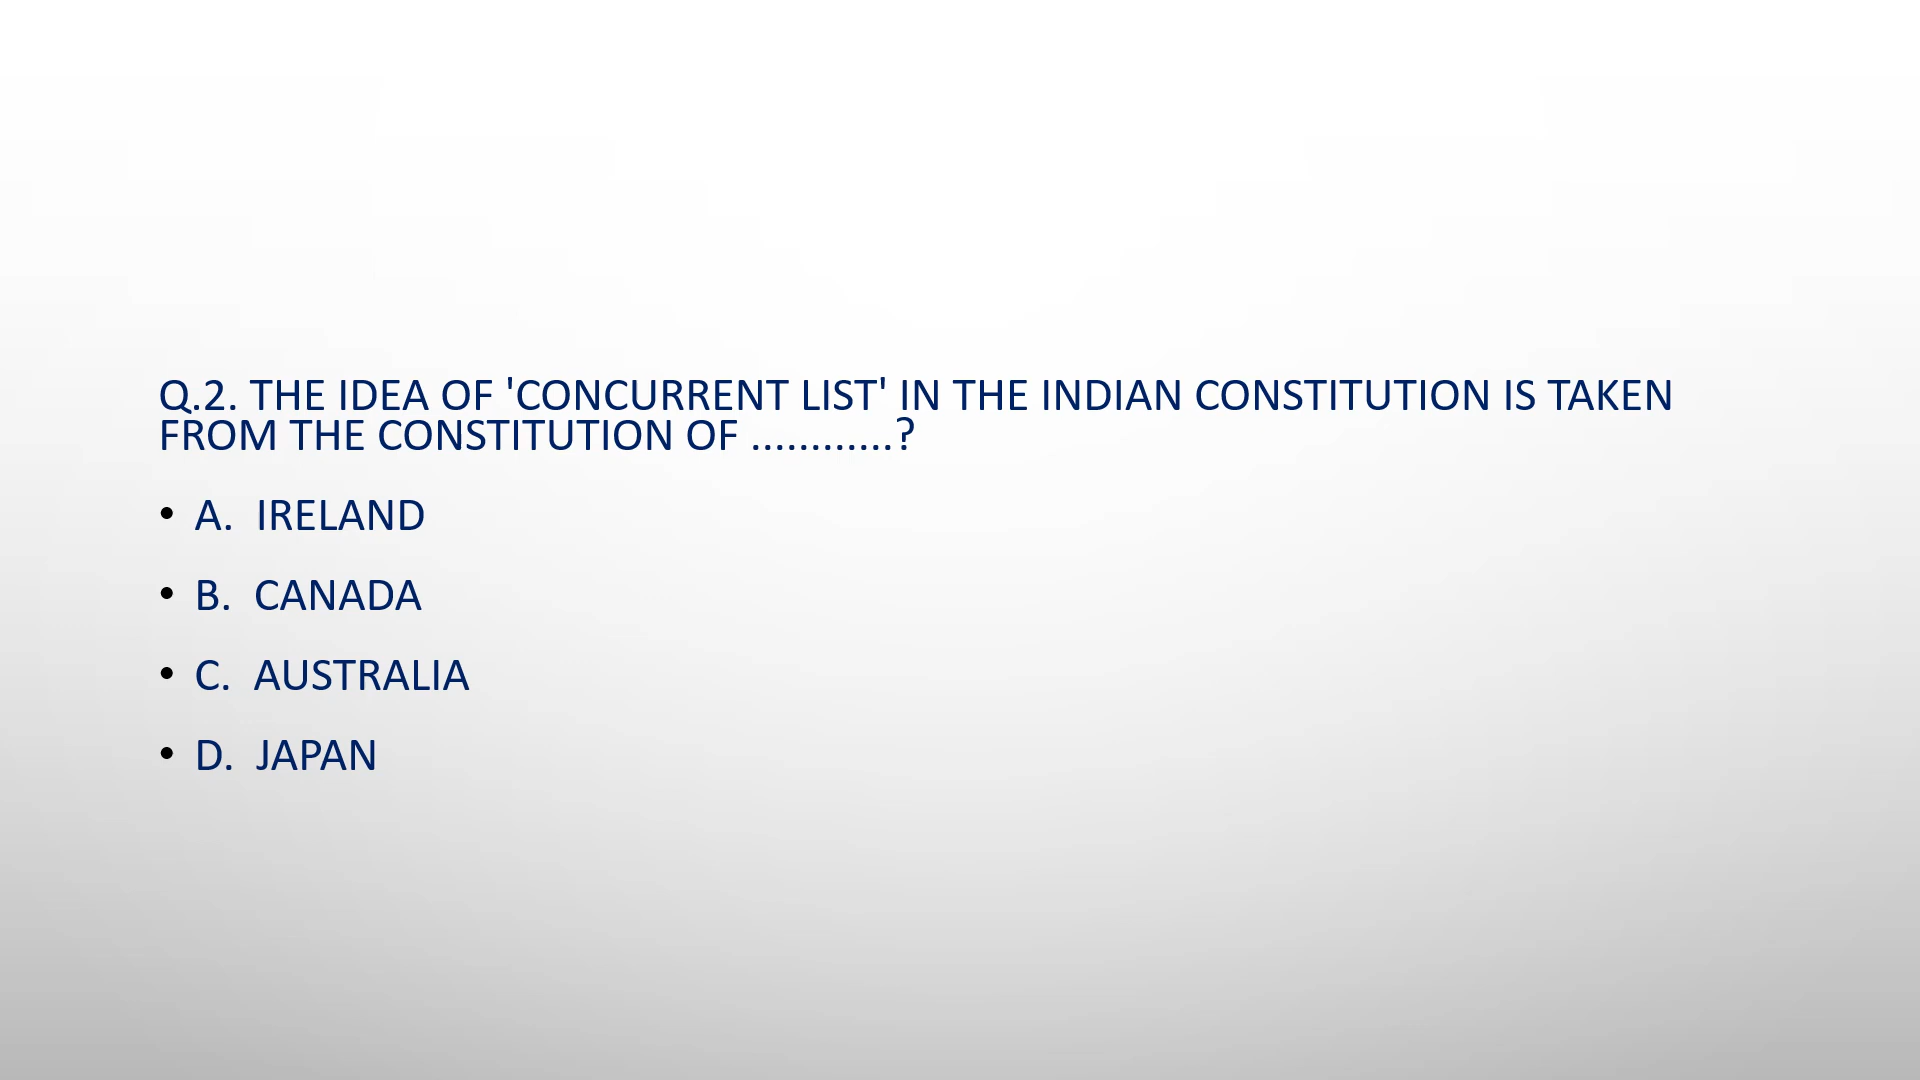 Q.2. THE IDEA OF 'CONCURRENT LIST' IN THE INDIAN CONSTITUTION IS TAKEN
FROM THE CONSTITUTION OF ............?
• A. IRELAND
• B. CANADA
• C. AUSTRALIA
• D. JAPAN